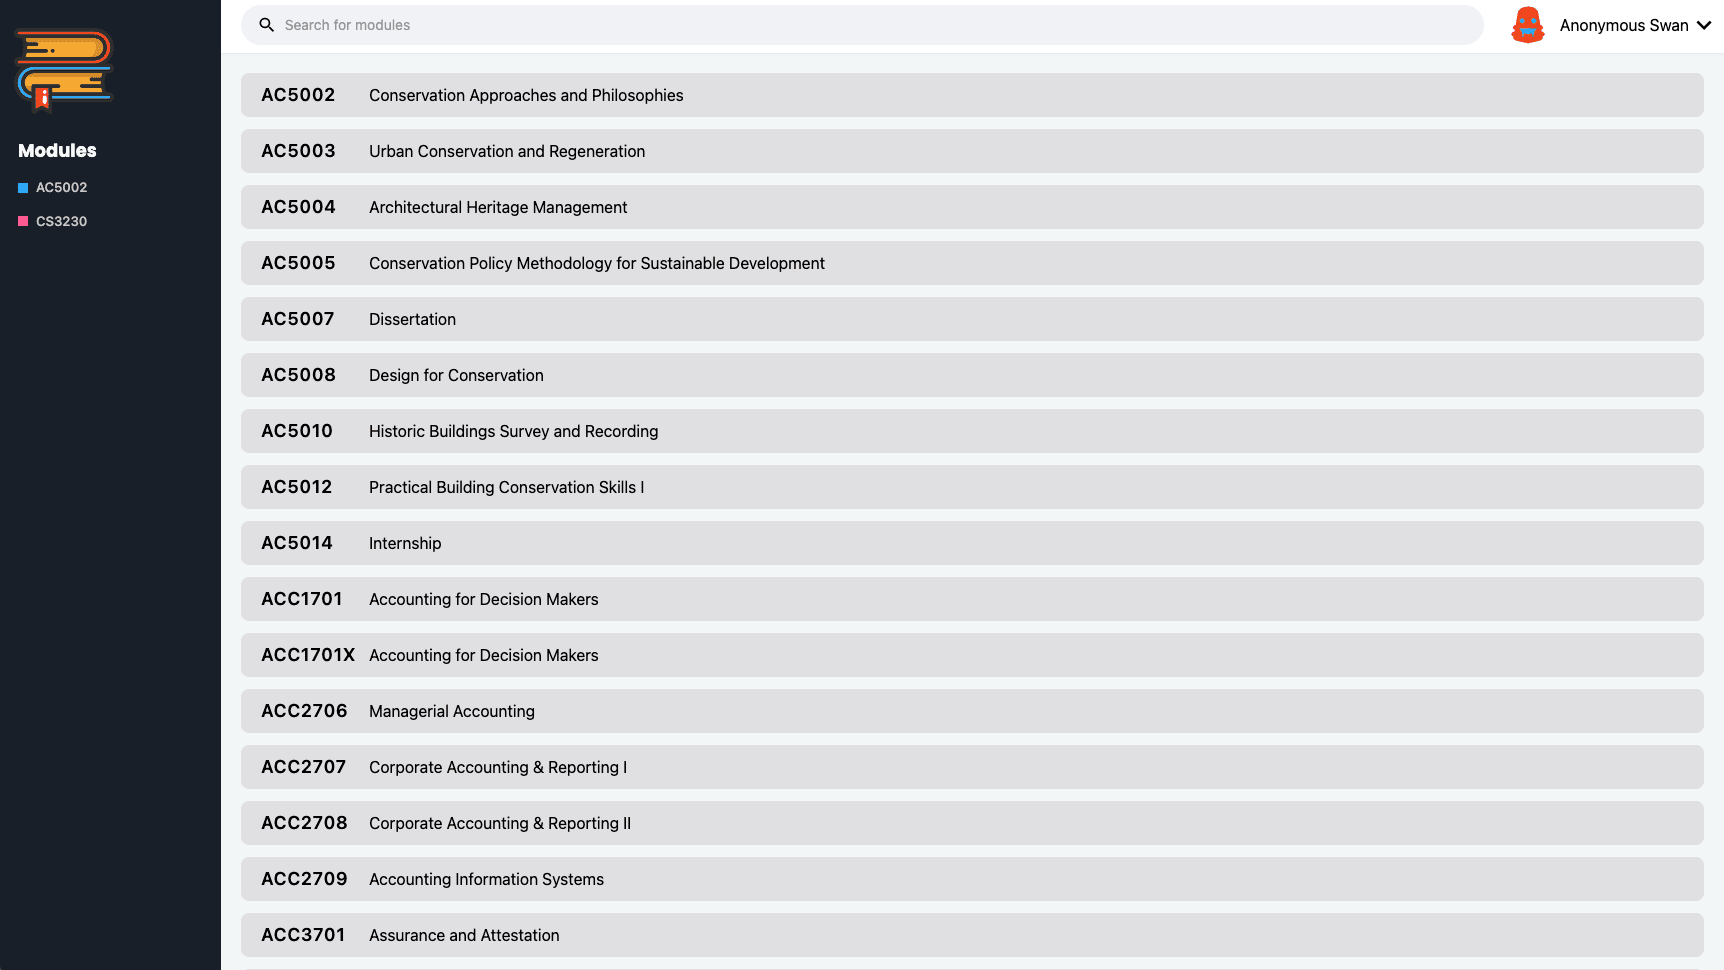 Modules
AC5002
CS3230
Search for modules
Anonymous Swan
AC5002 Conservation Approaches and Philosophies
AC5003 Urban Conservation and Regeneration
AC5004 Architectural Heritage Management
AC5005 Conservation Policy Methodology for Sustainable Development
AC5007 Dissertation
AC5008 Design for Conservation
AC5010 Historic Buildings Survey and Recording
AC5012 Practical Building Conservation Skills I
AC5014 Internship
ACC1701 Accounting for Decision Makers
ACC1701X Accounting for Decision Makers
ACC2706 Managerial Accounting
ACC2707 Corporate Accounting & Reporting I
ACC2708 Corporate Accounting & Reporting II
ACC2709 Accounting Information Systems
ACC3701 Assurance and Attestation